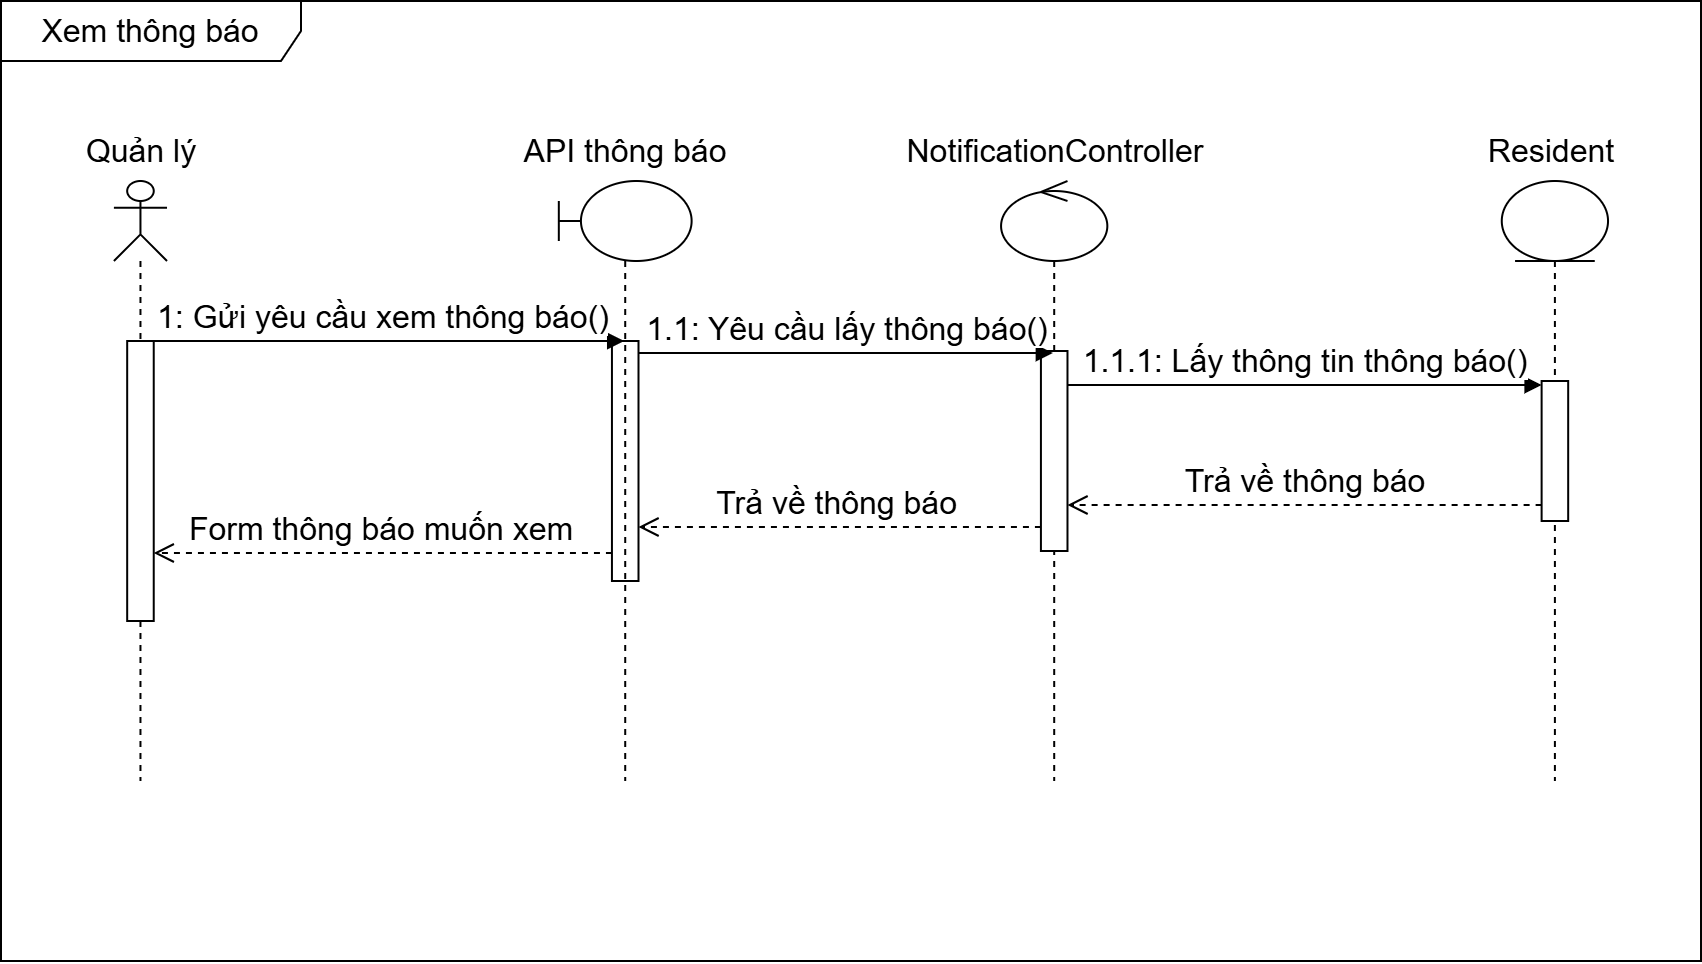 Xem thông báo
Quản lý
API thông báo
NotificationController
Resident
1: Gửi yêu cầu xem thông báo()
1.1: Yêu cầu lấy thông báo()
1.1.1: Lấy thông tin thông báo()
Trả về thông báo
Trả về thông báo
Form thông báo muốn xem